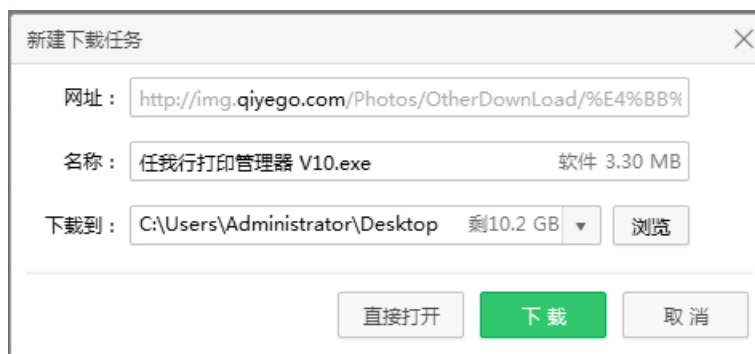 新建下载任务
网址： http://img.qiyego.com/Photos/OtherDownLoad/%E4%BB%
名称： 任我行打印管理器 V10.exe 软件 3.30 MB
下载到： C:\Users\Administrator\Desktop 剩10.2 GB 浏览
直接打开 下载 取消